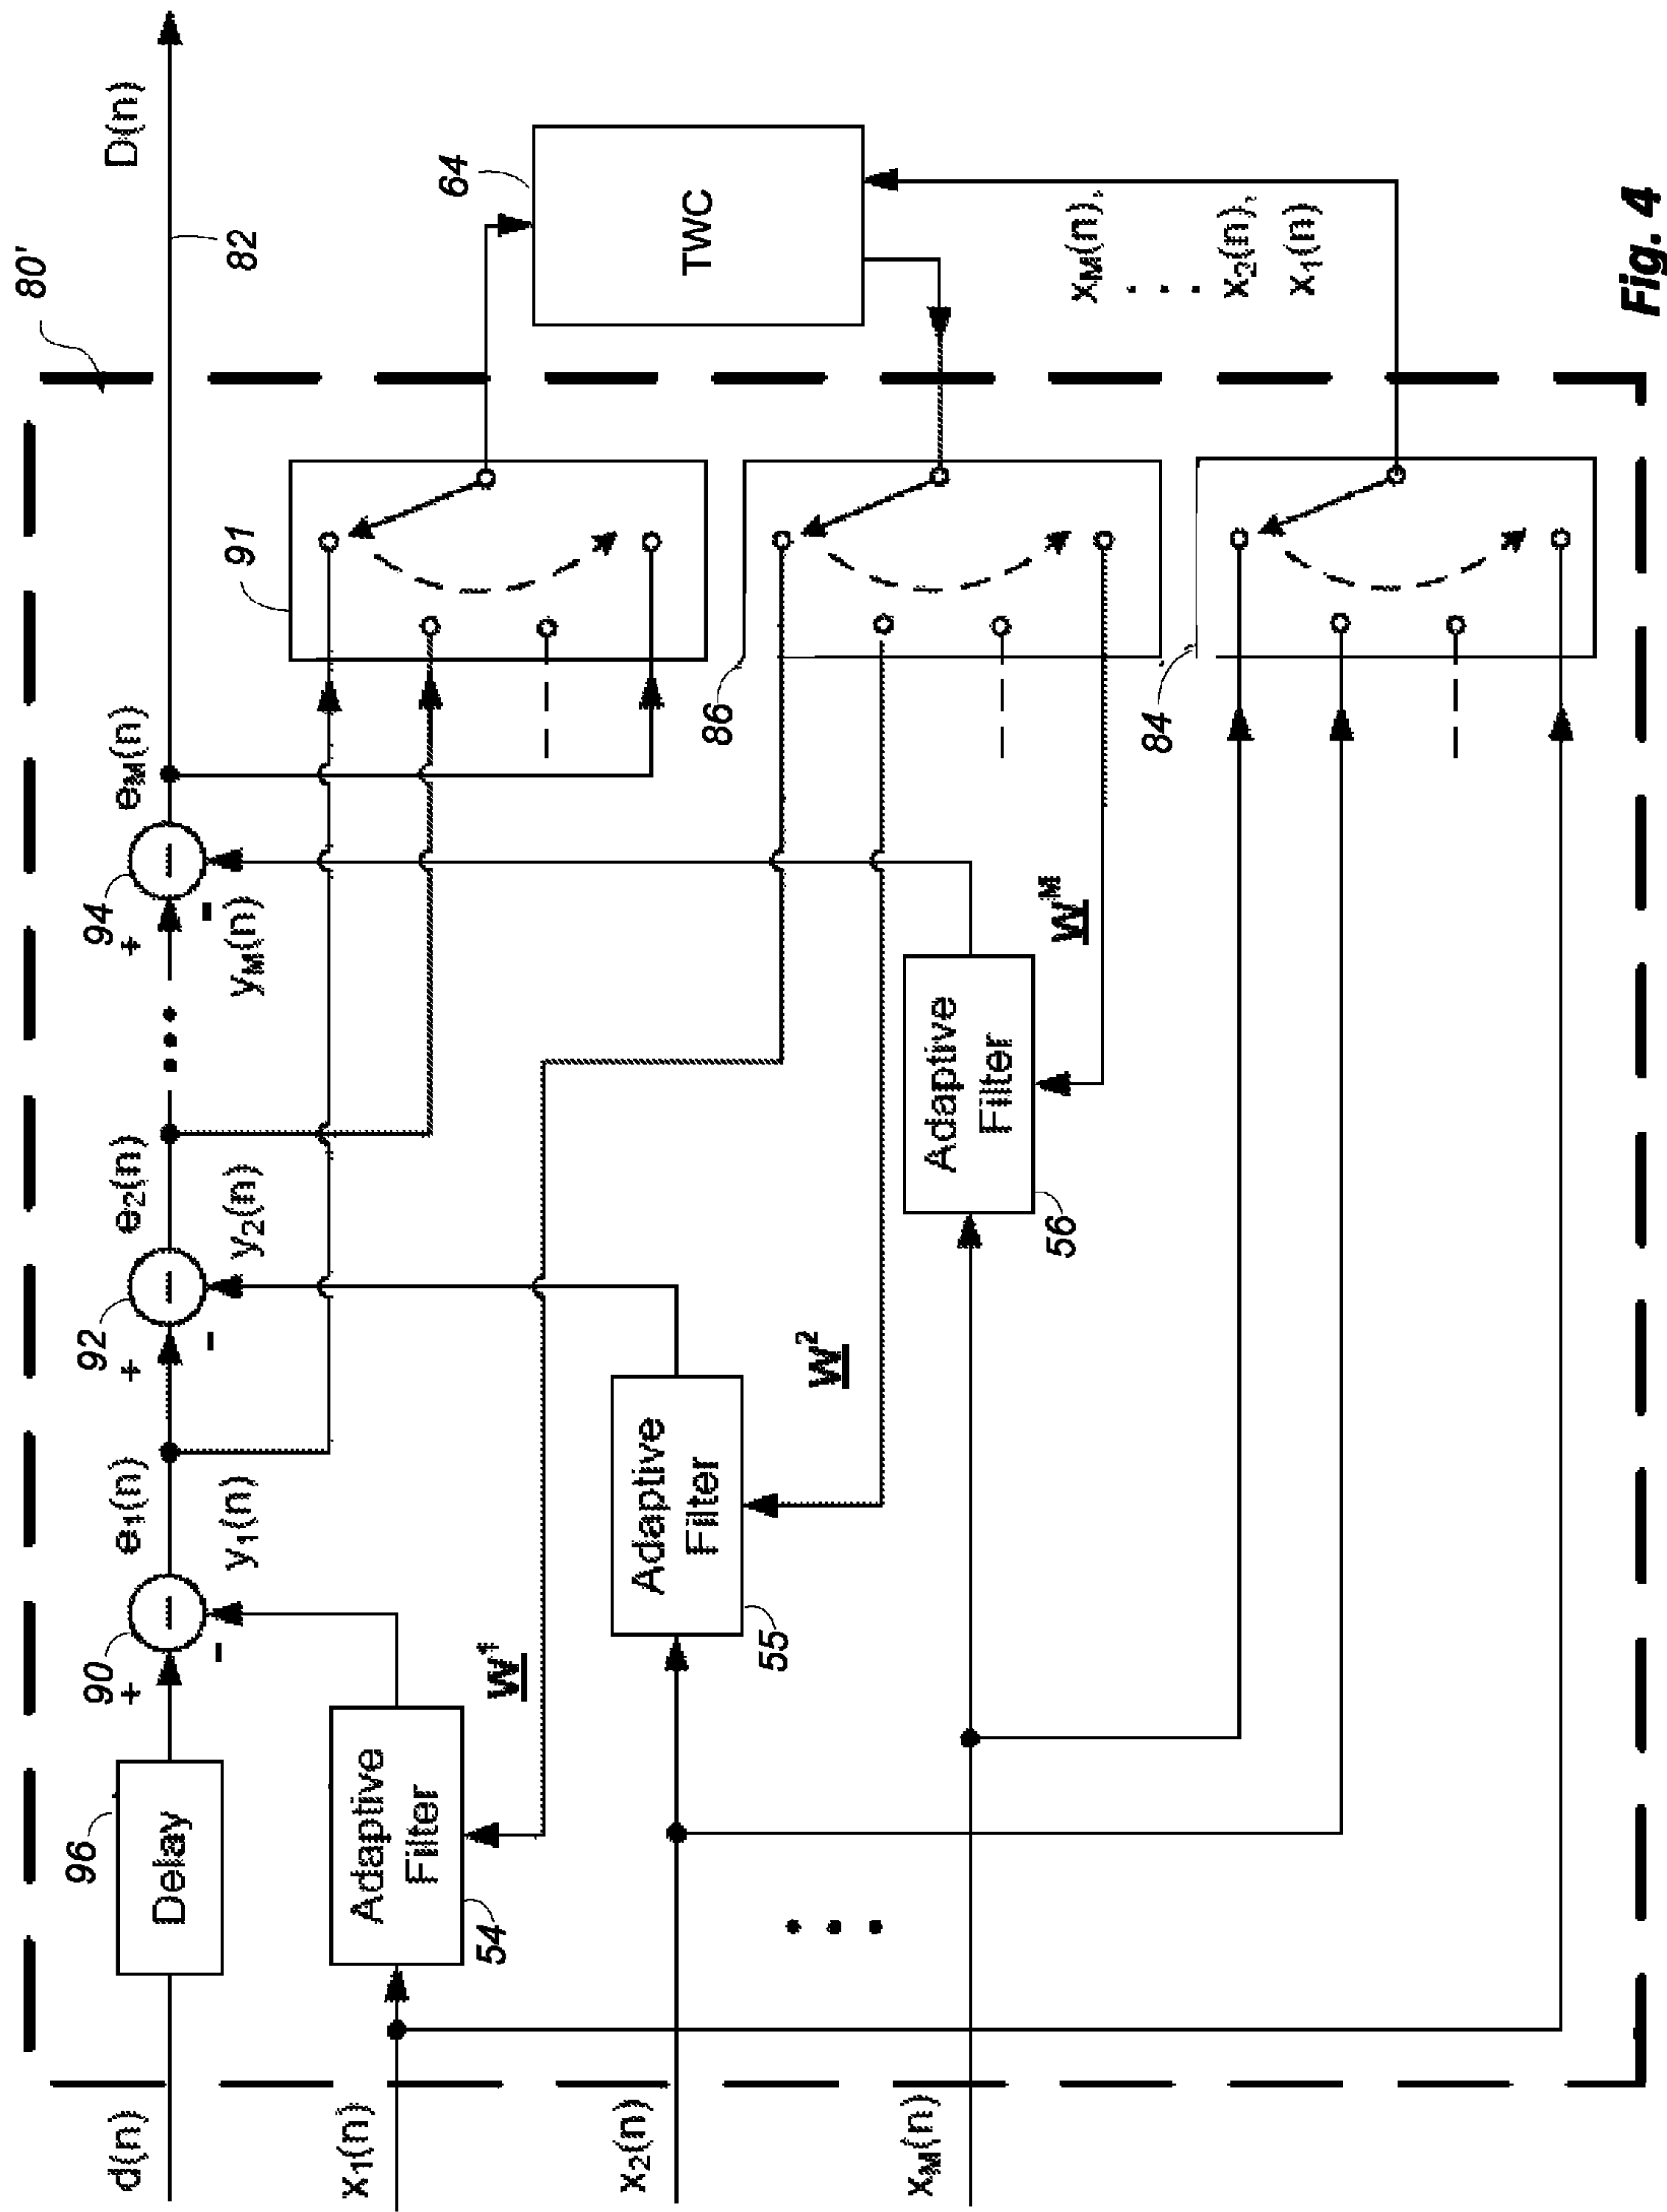 80'
d(n)
96
Delay
90
+
-
e₁(n)
y₁(n)
92
+
-
e₂(n)
y₂(n)
...
94
+
-
eM(n)
yM(n)
82
D(n)
x₁(n)
54
Adaptive
Filter
W¹
91
64
TWC
x₂(n)
55
Adaptive
Filter
W²
86
...
xM(n)
56
Adaptive
Filter
Wᴹ
84
xM(n),
...
x₂(n),
x₁(n)
Fig. 4